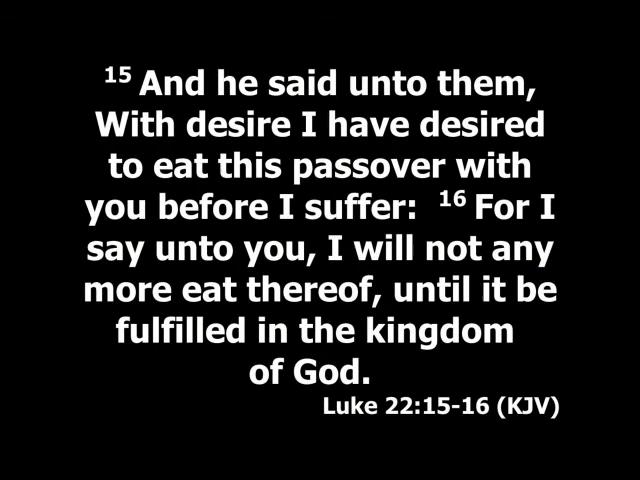 15 And he said unto them,
With desire I have desired
to eat this passover with
you before I suffer: 16 For I
say unto you, I will not any
more eat thereof, until it be
fulfilled in the kingdom
of God.
Luke 22:15-16 (KJV)